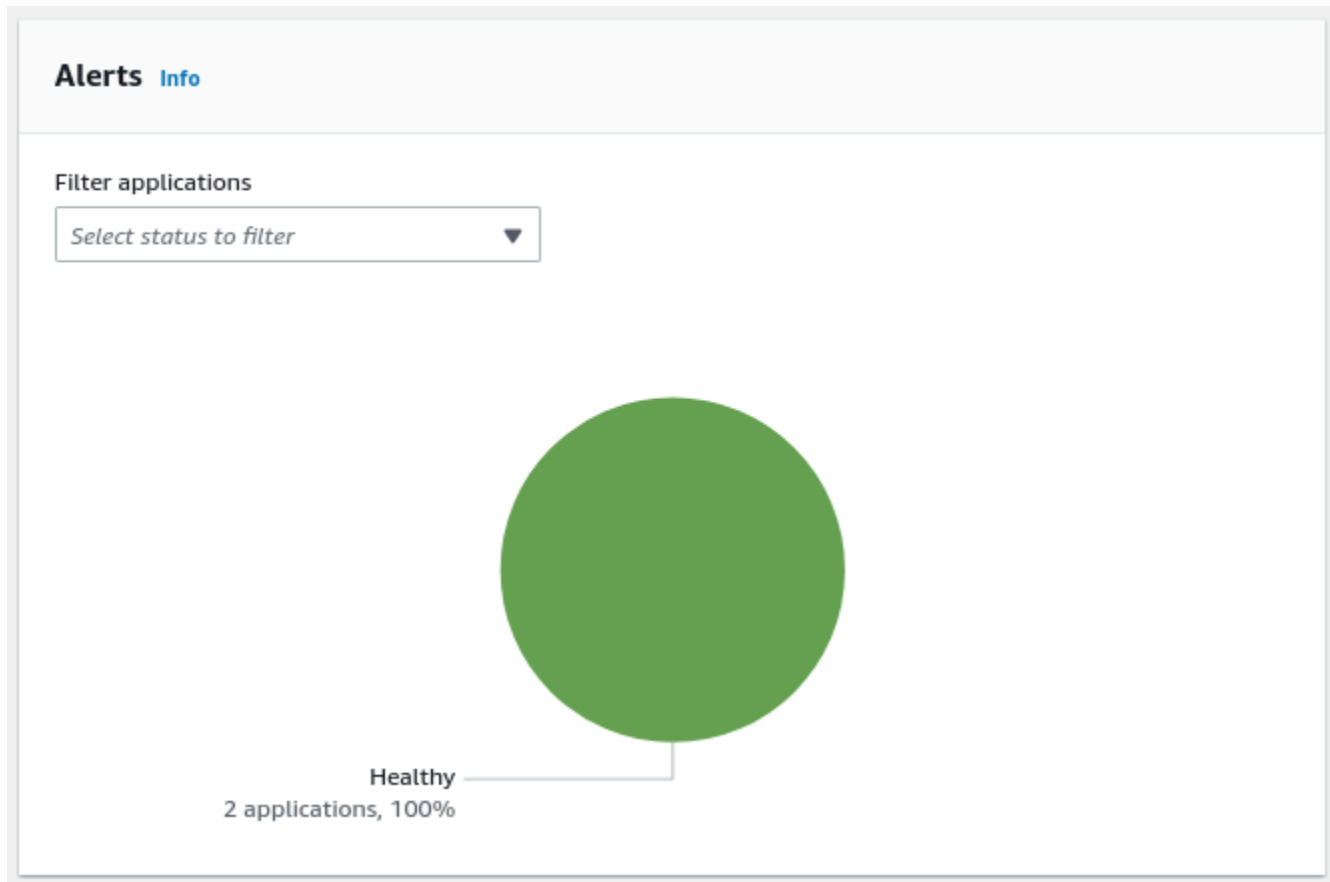 Alerts Info
Filter applications
Select status to filter
Healthy
2 applications, 100%